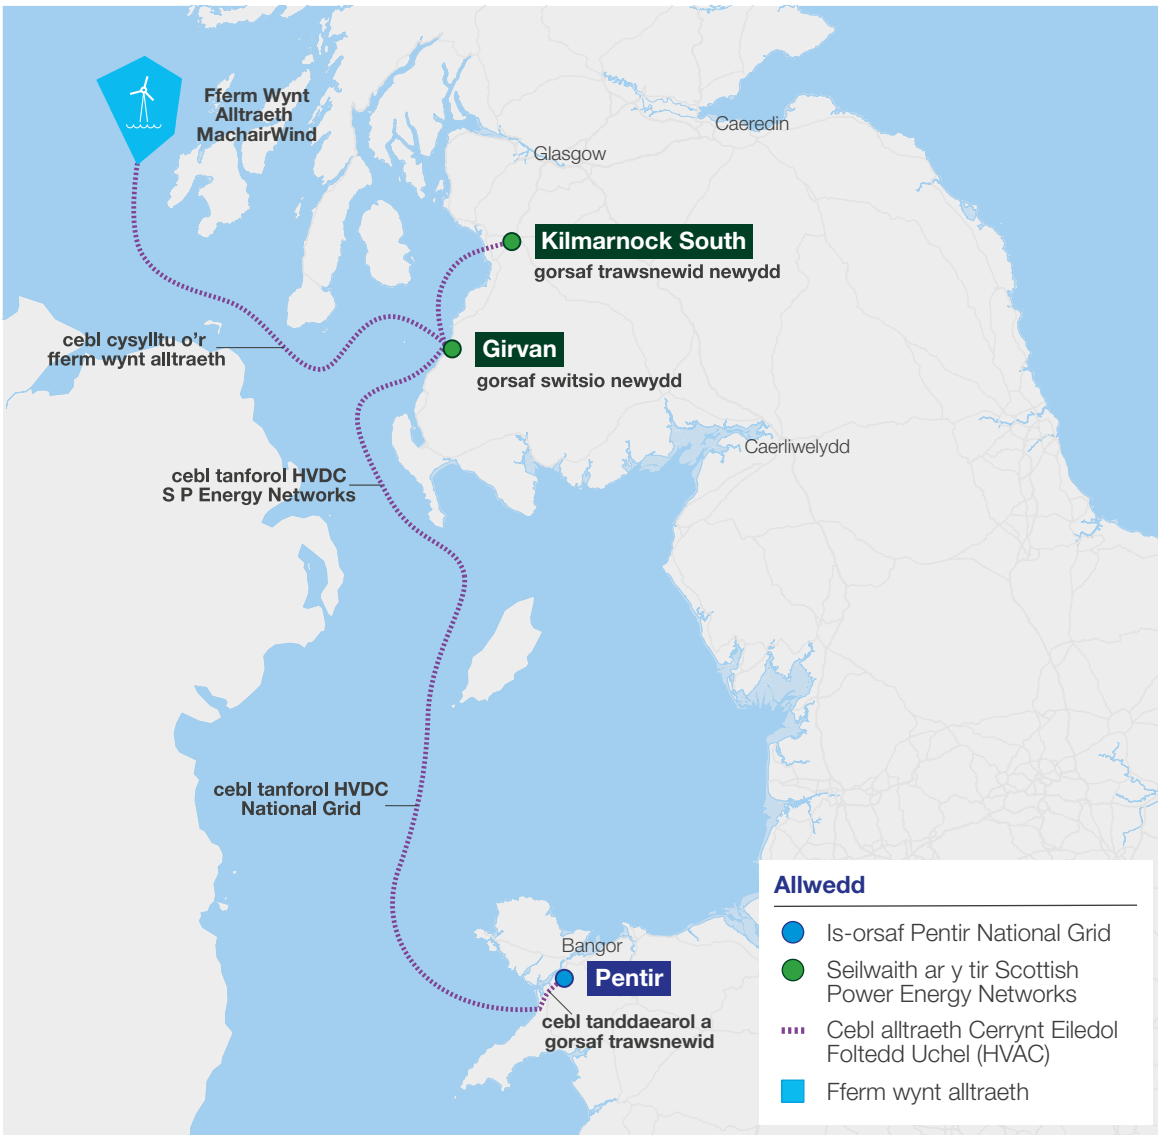 Fferm Wynt
Alltraeth
MachairWind
Caeredin
Glasgow
Kilmarnock South
gorsaf trawsnewid newydd
cebl cysylltu o’r
fferm wynt alltraeth
Girvan
gorsaf switsio newydd
Caerliwelydd
cebl tanforol HVDC
S P Energy Networks
cebl tanforol HVDC
National Grid
Bangor
Pentir
cebl tanddaearol a
gorsaf trawsnewid
Allwedd
Is-orsaf Pentir National Grid
Seilwaith ar y tir Scottish
Power Energy Networks
Cebl alltraeth Cerrynt Eiledol
Foltedd Uchel (HVAC)
Fferm wynt alltraeth